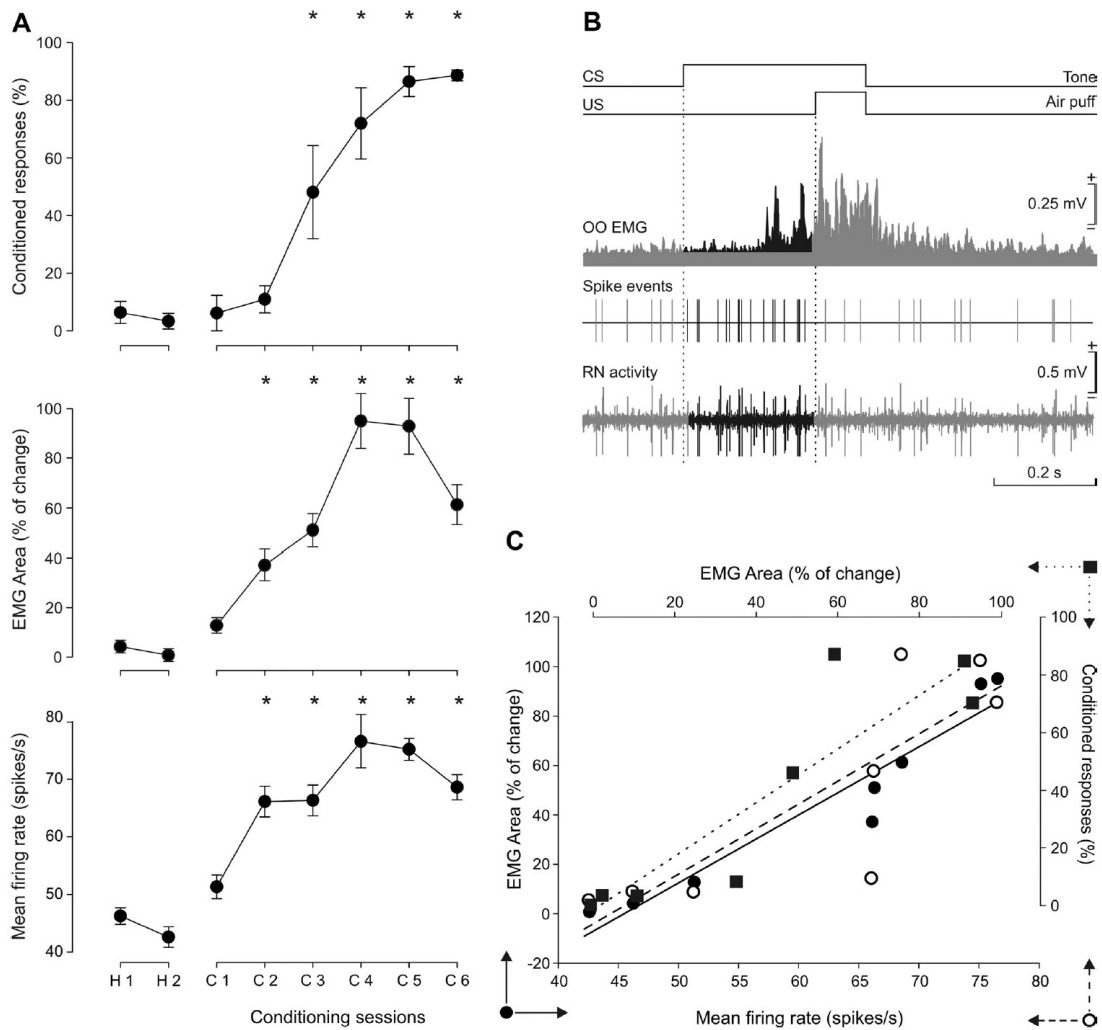 A
* * * *
100
80
60
40
20
0
Conditioned responses (%)
* * * * *
100
80
60
40
20
0
EMG Area (% of change)
* * * * *
80
70
60
50
40
Mean firing rate (spikes/s)
H 1 H 2 C 1 C 2 C 3 C 4 C 5 C 6
Conditioning sessions
B
CS Tone
US Air puff
+
0.25 mV
–
OO EMG
Spike events
+
0.5 mV
–
RN activity
0.2 s
C
EMG Area (% of change)
0 20 40 60 80 100
120
100
80
60
40
20
0
-20
EMG Area (% of change)
100
80
60
40
20
0
Conditioned responses (%)
40 45 50 55 60 65 70 75 80
Mean firing rate (spikes/s)